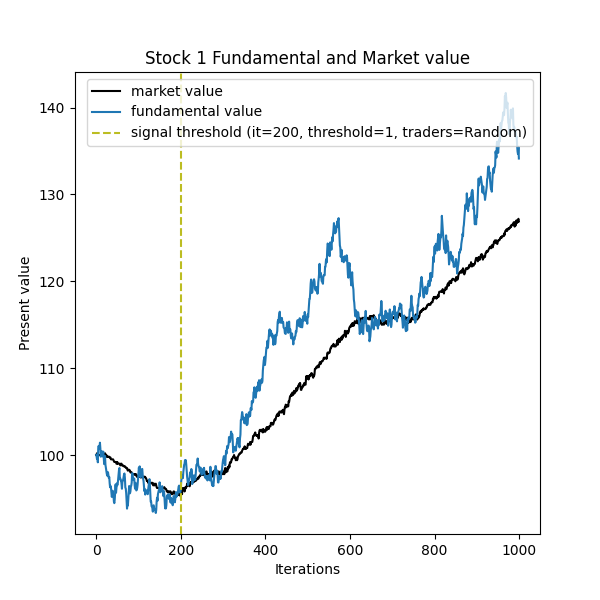 Stock 1 Fundamental and Market value
market value
fundamental value
signal threshold (it=200, threshold=1, traders=Random)
140
130
120
110
100
Present value
0 200 400 600 800 1000
Iterations